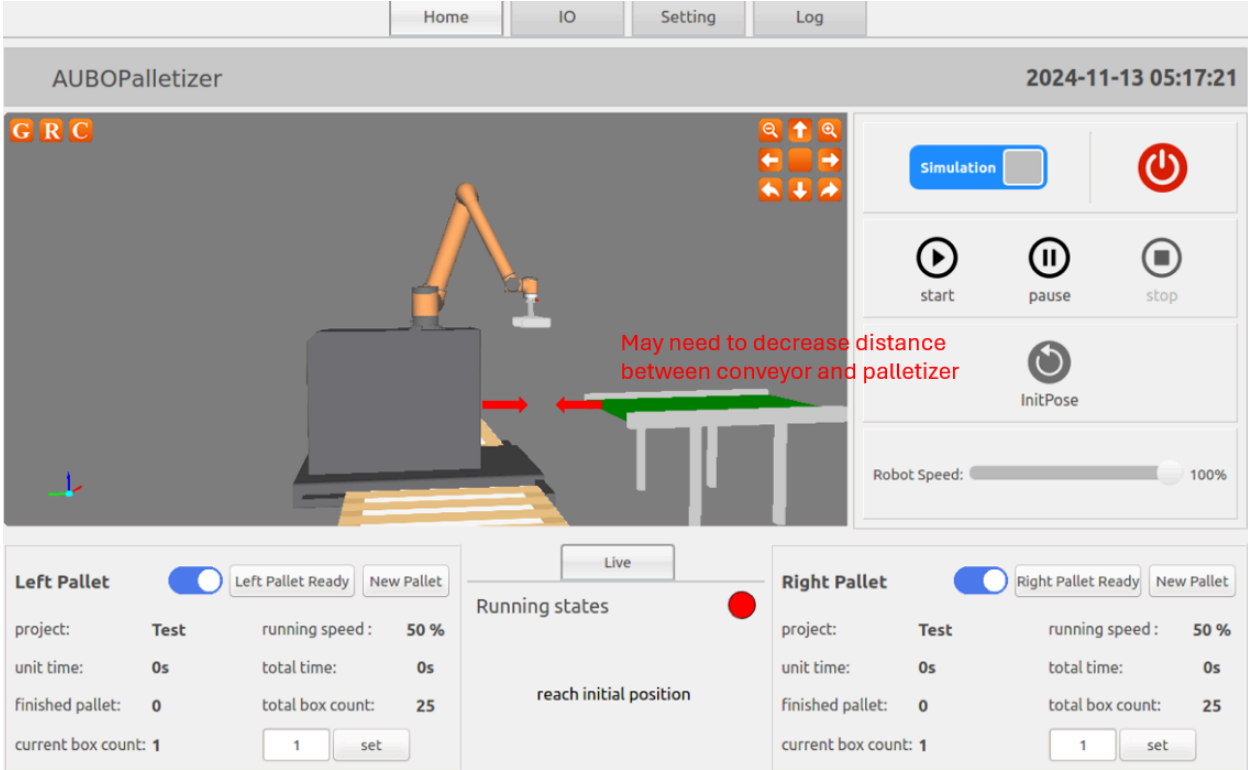 Home IO Setting Log
AUBOPalletizer 2024-11-13 05:17:21
G R C
Simulation
start pause stop
May need to decrease distance
between conveyor and palletizer
InitPose
Robot Speed: 100%
Live
Left Pallet Left Pallet Ready New Pallet
project: Test running speed : 50 %
unit time: 0s total time: 0s
finished pallet: 0 total box count: 25
current box count: 1 1 set
Running states
reach initial position
Right Pallet Right Pallet Ready New Pallet
project: Test running speed : 50 %
unit time: 0s total time: 0s
finished pallet: 0 total box count: 25
current box count: 1 1 set